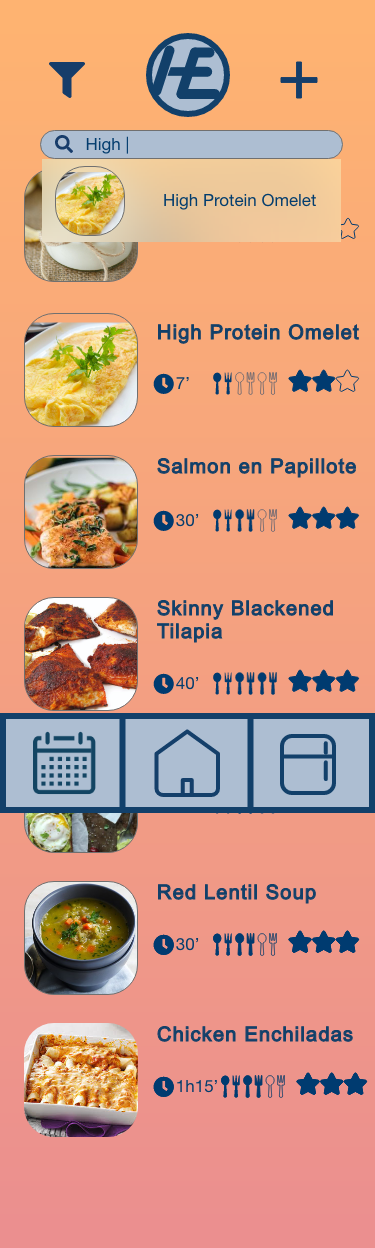 HE
High |
High Protein Omelet
High Protein Omelet
7’
Salmon en Papillote
30’
Skinny Blackened
Tilapia
40’
Red Lentil Soup
30’
Chicken Enchiladas
1h15’